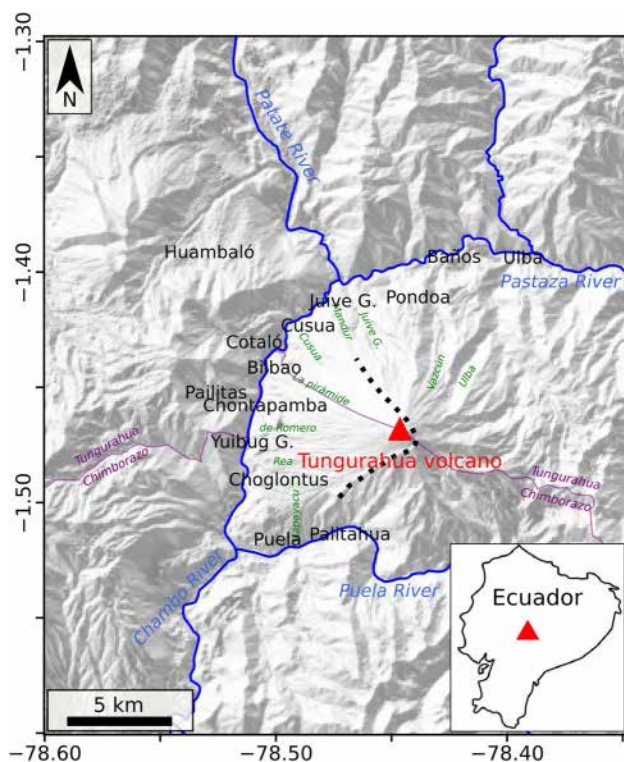 −1.30
N
Patate River
Huambaló
−1.40
Baños
Ulba
Pastaza River
Juive G.
Pondoa
Mandur
Juive G.
Cusua
Cusua
Cotaló
Bilbao
La pirámide
Vazcún
Ulba
Pailitas
Chontapamba
de Romero
Yuibug G.
Tungurahua
Chimborazo
Rea
Tungurahua volcano
Choglontus
Tungurahua
Chimborazo
−1.50
Puela
Palitahua
Chambo River
Puela River
Ecuador
5 km
−78.60
−78.50
−78.40